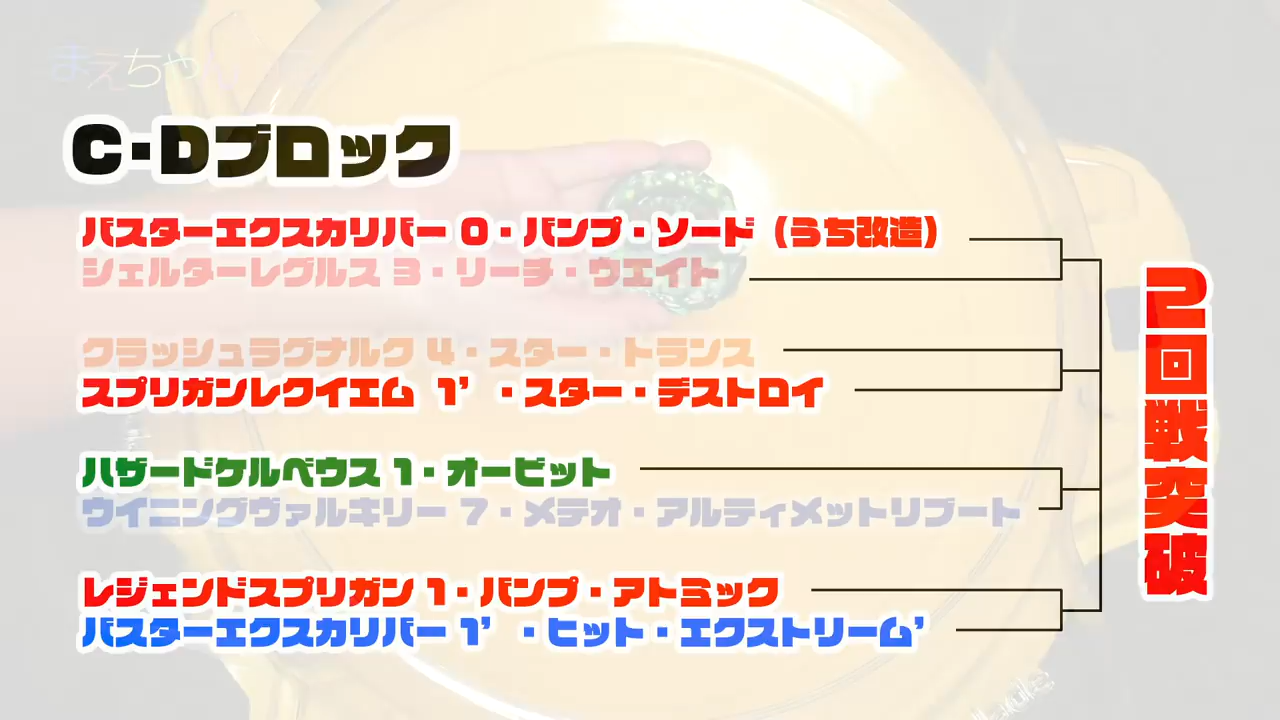 まえちゃん
C・Dブロック
バスターエクスカリバー 0・バンプ・ソード（うち改造）
シェルターレグルス 3・リーチ・ウエイト
クラッシュラグナルク 4・スター・トランス
スプリガンレクイエム 1’・スター・デストロイ
ハザードケルベウス 1・オービット
ウイニングヴァルキリー 7・メテオ・アルティメットリブート
レジェンドスプリガン 1・バンプ・アトミック
バスターエクスカリバー 1’・ヒット・エクストリーム’
2回戦突破